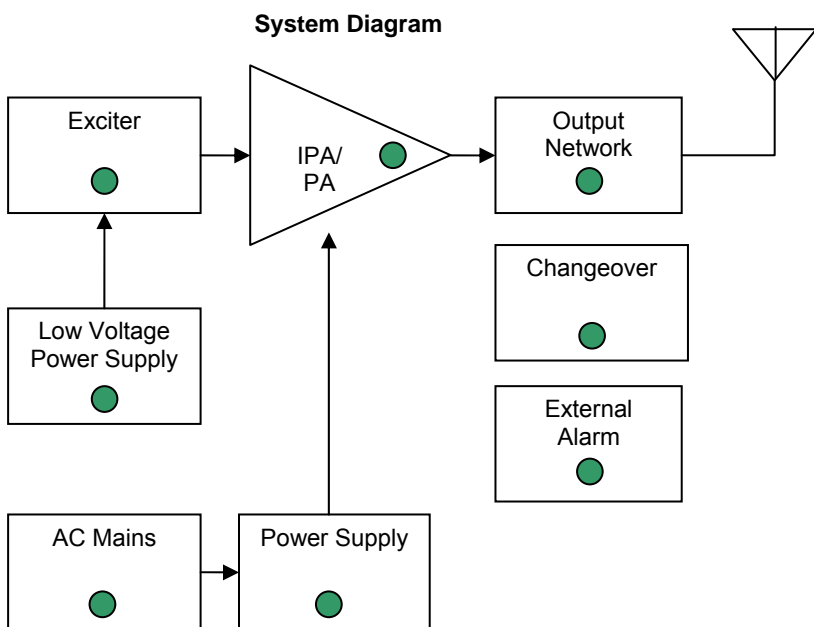 System Diagram
Exciter
IPA/
PA
Output
Network
Changeover
Low Voltage
Power Supply
External
Alarm
AC Mains
Power Supply